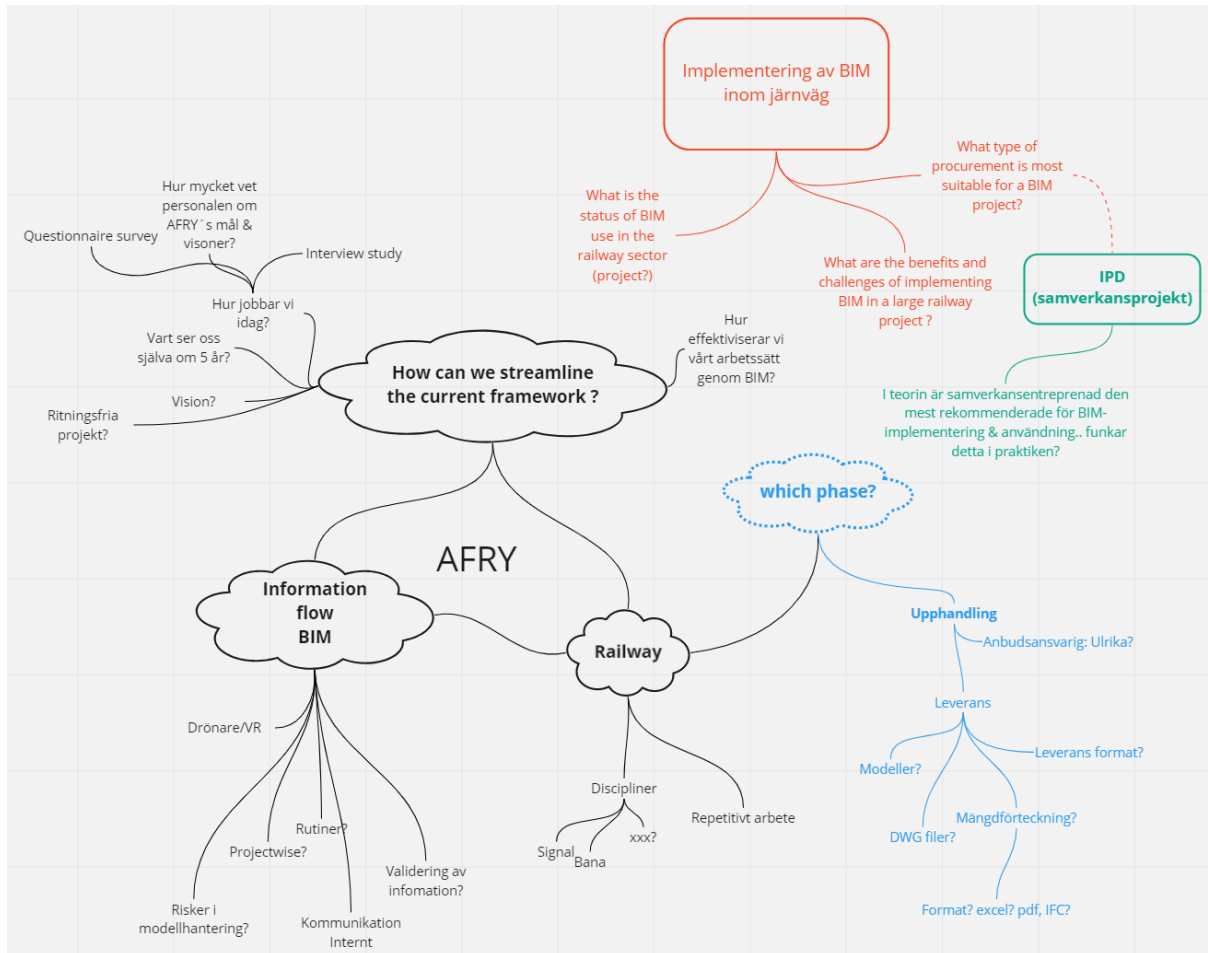 Implementering av BIM
inom järnväg
What type of
procurement is most
suitable for a BIM
project?
What is the
status of BIM
use in the
railway sector
(project?)
What are the benefits and
challenges of implementing
BIM in a large railway
project ?
IPD
(samverkansprojekt)
I teorin är samverkansentreprenad den
mest rekommenderade för BIM-
implementering & användning.. funkar
detta i praktiken?
Hur mycket vet
personalen om
AFRY´s mål &
visoner?
Questionnaire survey
Interview study
Hur jobbar vi
idag?
Vart ser oss
själva om 5 år?
Vision?
Ritningsfria
projekt?
How can we streamline
the current framework ?
Hur
effektiviserar vi
vårt arbetssätt
genom BIM?
which phase?
AFRY
Information
flow
BIM
Railway
Drönare/VR
Rutiner?
Projectwise?
Validering av
infomation?
Risker i
modellhantering?
Kommunikation
Internt
Discipliner
Repetitivt arbete
xxx?
Signal
Bana
Upphandling
Anbudsansvarig: Ulrika?
Leverans
Leverans format?
Modeller?
Mängdförteckning?
DWG filer?
Format? excel? pdf, IFC?